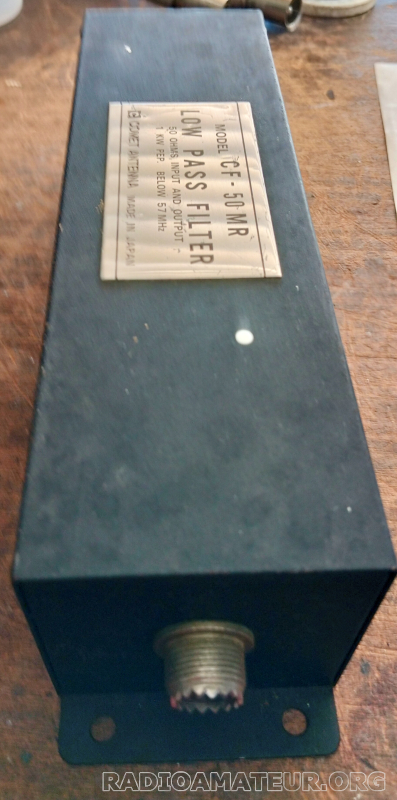 MODEL CF-50MR
LOW PASS FILTER
50 OHMS, INPUT AND OUTPUT
1 KW PEP. BELOW 57MHz
COMET ANTENNA MADE IN JAPAN
RADIOAMATEUR.ORG